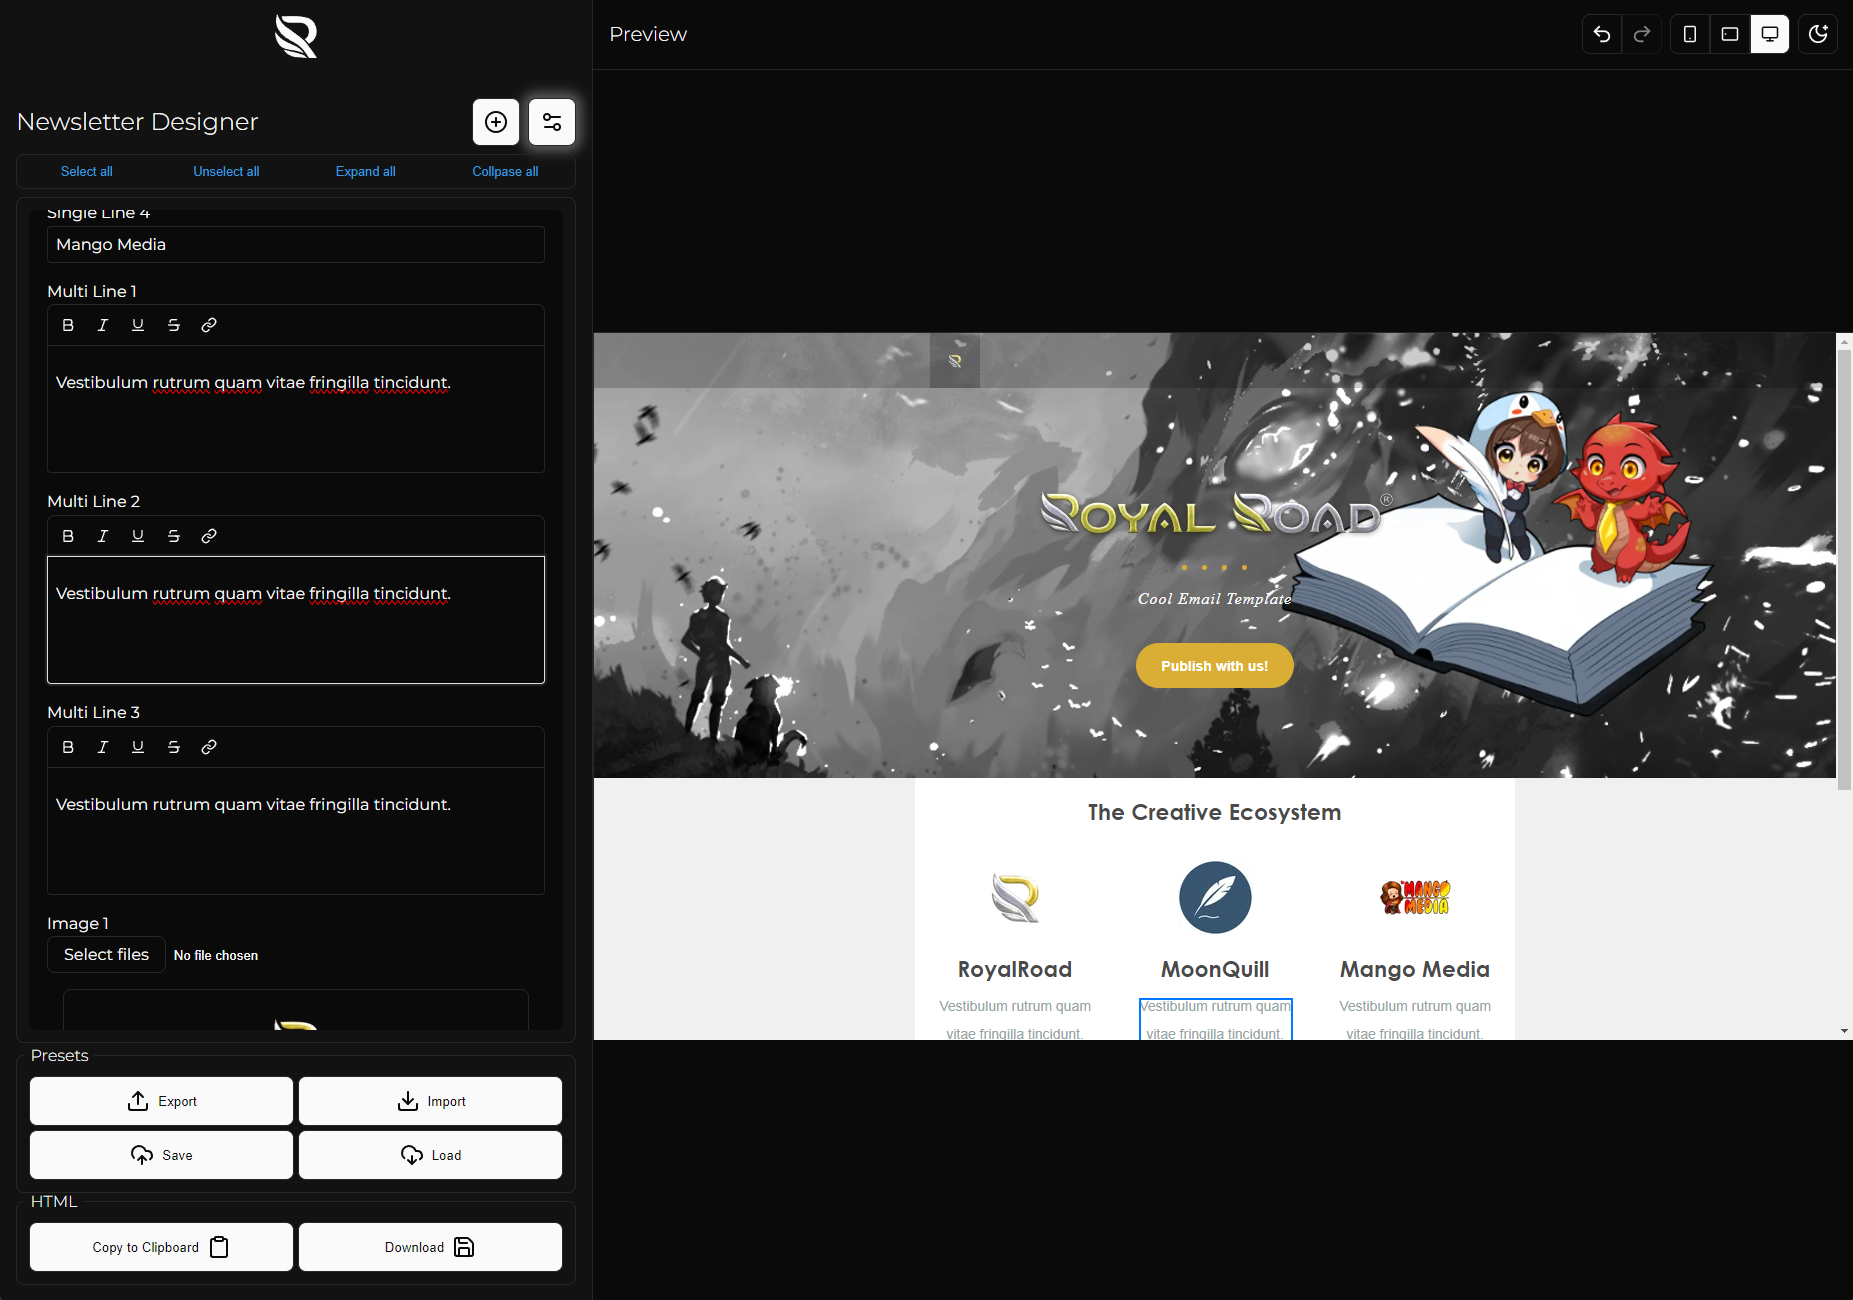 Preview
Newsletter Designer
Select all
Unselect all
Expand all
Collpase all
Single Line 4
Mango Media
Multi Line 1
B I U S
Vestibulum rutrum quam vitae fringilla tincidunt.
Multi Line 2
B I U S
Vestibulum rutrum quam vitae fringilla tincidunt.
Multi Line 3
B I U S
Vestibulum rutrum quam vitae fringilla tincidunt.
Image 1
Select files
No file chosen
Presets
Export
Import
Save
Load
HTML
Copy to Clipboard
Download
ROYAL ROAD®
Cool Email Template
Publish with us!
The Creative Ecosystem
MANGO
MEDIA
RoyalRoad
Vestibulum rutrum quam
vitae fringilla tincidunt.
MoonQuill
Vestibulum rutrum quam
vitae fringilla tincidunt.
Mango Media
Vestibulum rutrum quam
vitae fringilla tincidunt.